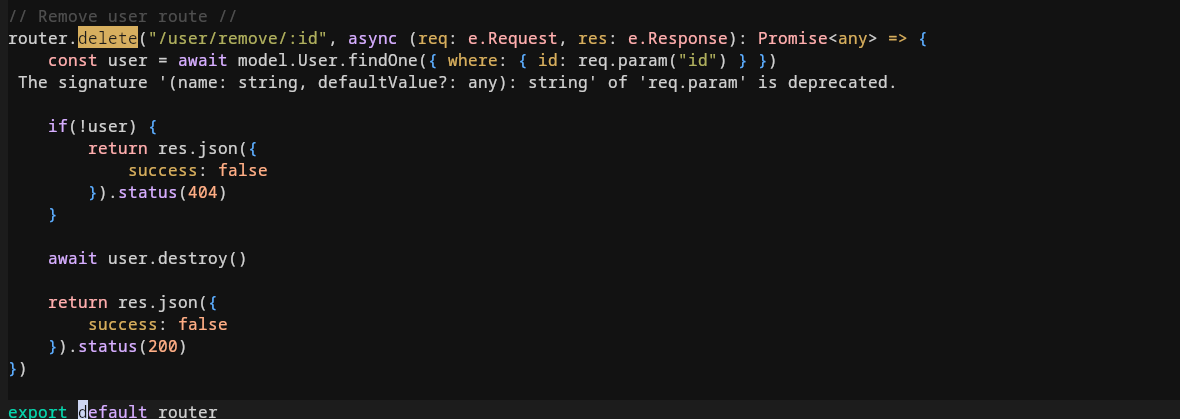 // Remove user route //
router.delete("/user/remove/:id", async (req: e.Request, res: e.Response): Promise<any> => {
    const user = await model.User.findOne({ where: { id: req.param("id") } })
 The signature '(name: string, defaultValue?: any): string' of 'req.param' is deprecated.
    if(!user) {
        return res.json({
            success: false
        }).status(404)
    }
    await user.destroy()
    return res.json({
        success: false
    }).status(200)
})
export default router